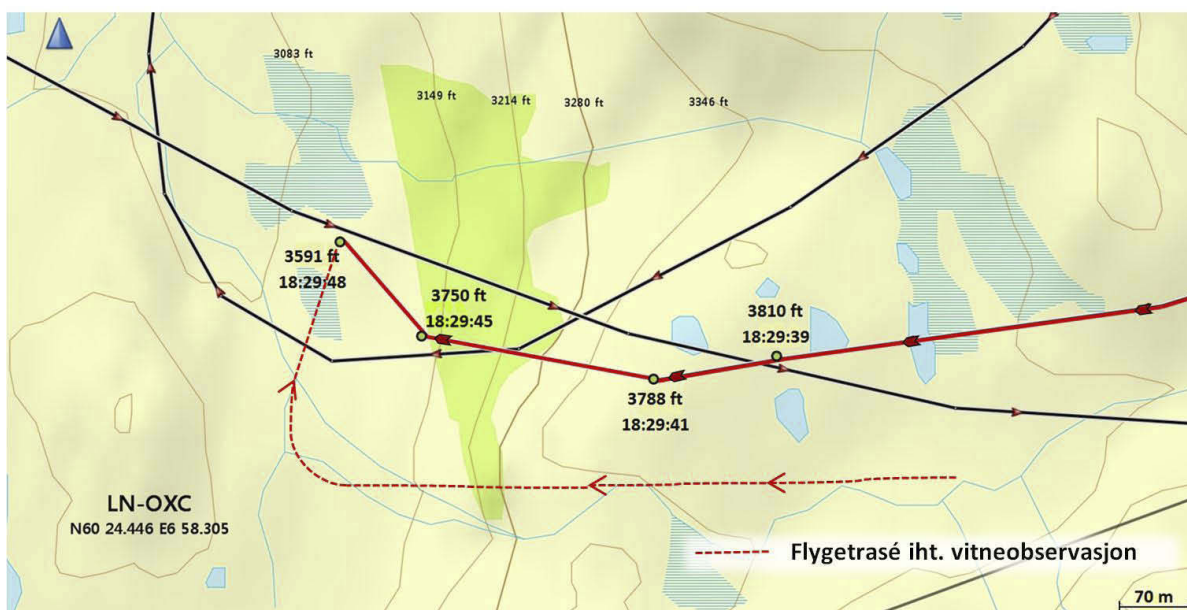 3083 ft
3149 ft
3214 ft
3280 ft
3346 ft
3591 ft
18:29:48
3750 ft
18:29:45
3810 ft
18:29:39
3788 ft
18:29:41
LN-OXC
N60 24.446 E6 58.305
Flygetrasé iht. vitneobservasjon
70 m